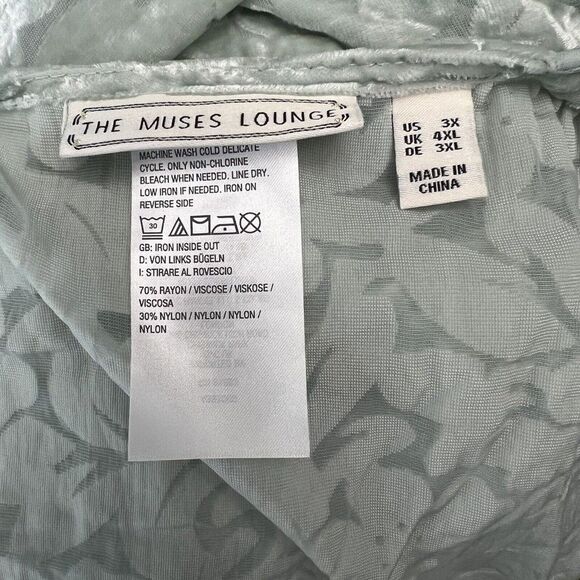 THE MUSES LOUNGE
MACHINE WASH COLD DELICATE
CYCLE. ONLY NON-CHLORINE
BLEACH WHEN NEEDED. LINE DRY.
LOW IRON IF NEEDED. IRON ON
REVERSE SIDE
30
GB: IRON INSIDE OUT
D: VON LINKS BÜGELN
I: STIRARE AL ROVESCIO
70% RAYON / VISCOSE / VISKOSE /
VISCOSA
30% NYLON / NYLON / NYLON /
NYLON
US 3X
UK 4XL
DE 3XL
MADE IN
CHINA